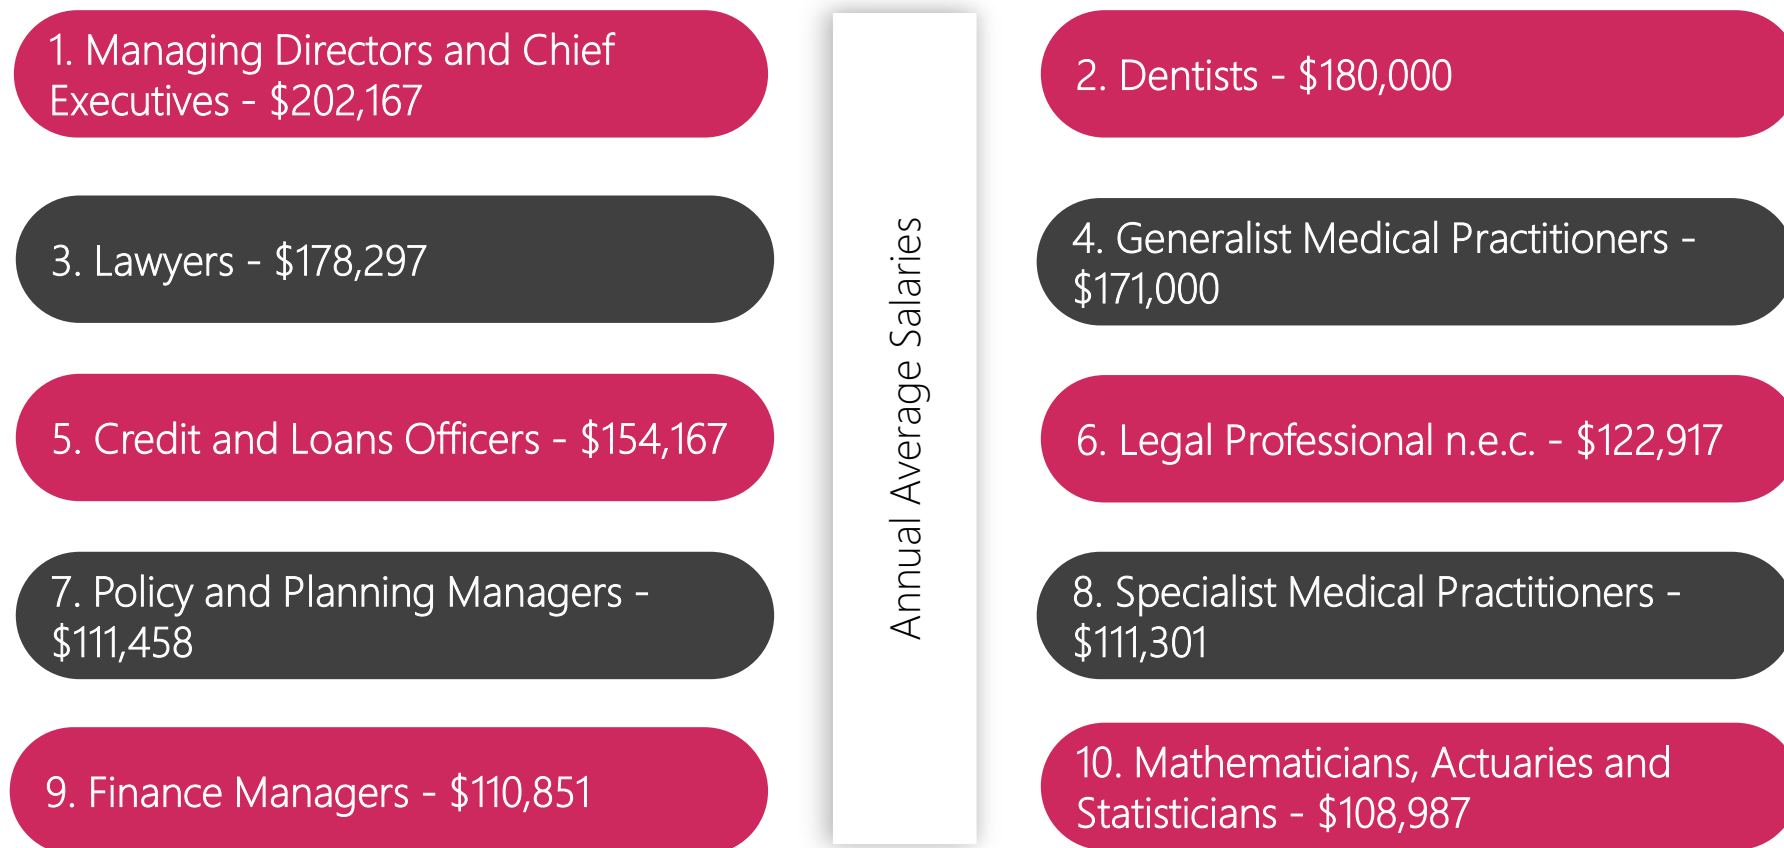 1. Managing Directors and Chief
Executives - $202,167
2. Dentists - $180,000
3. Lawyers - $178,297
4. Generalist Medical Practitioners -
$171,000
5. Credit and Loans Officers - $154,167
6. Legal Professional n.e.c. - $122,917
7. Policy and Planning Managers -
$111,458
8. Specialist Medical Practitioners -
$111,301
9. Finance Managers - $110,851
10. Mathematicians, Actuaries and
Statisticians - $108,987
Annual Average Salaries